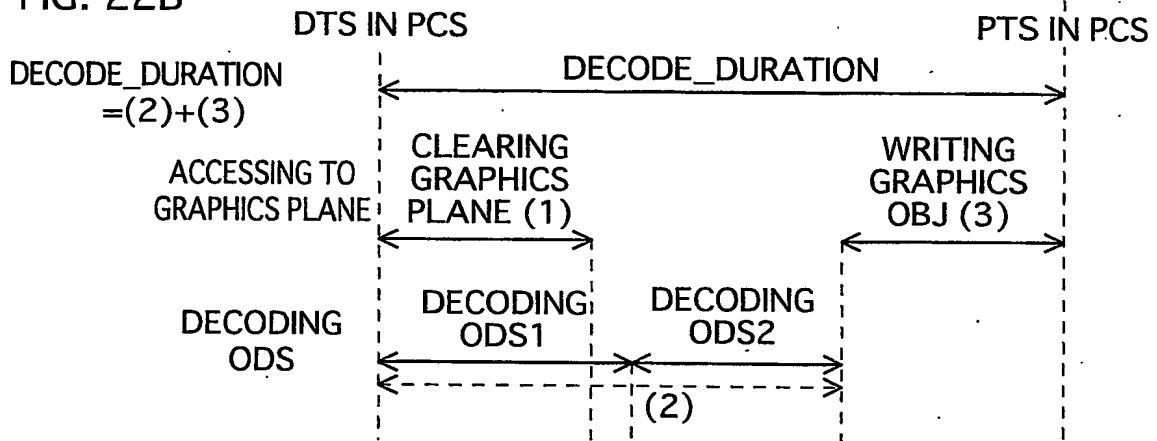 FIG. 22B
DTS IN PCS
PTS IN PCS
DECODE_DURATION
=(2)+(3)
DECODE_DURATION
ACCESSING TO
GRAPHICS PLANE
CLEARING
GRAPHICS
PLANE (1)
WRITING
GRAPHICS
OBJ (3)
DECODING
ODS
DECODING
ODS1
DECODING
ODS2
(2)